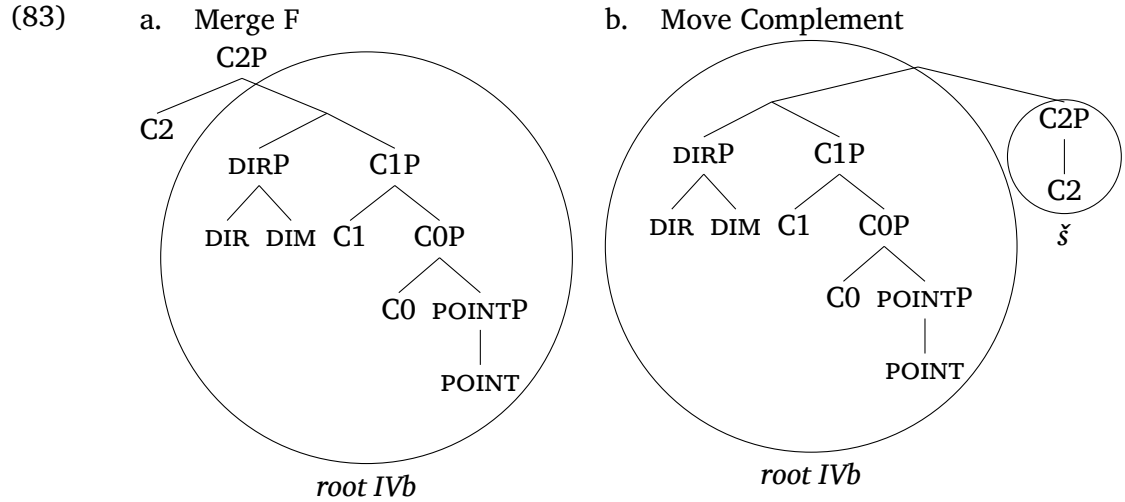 (83) a. Merge F b. Move Complement
C2P
C2
DIRP C1P
DIR DIM C1 C0P
C0 POINTP
POINT
root IVb
DIRP C1P
DIR DIM C1 C0P
C0 POINTP
POINT
root IVb
C2P
C2
š